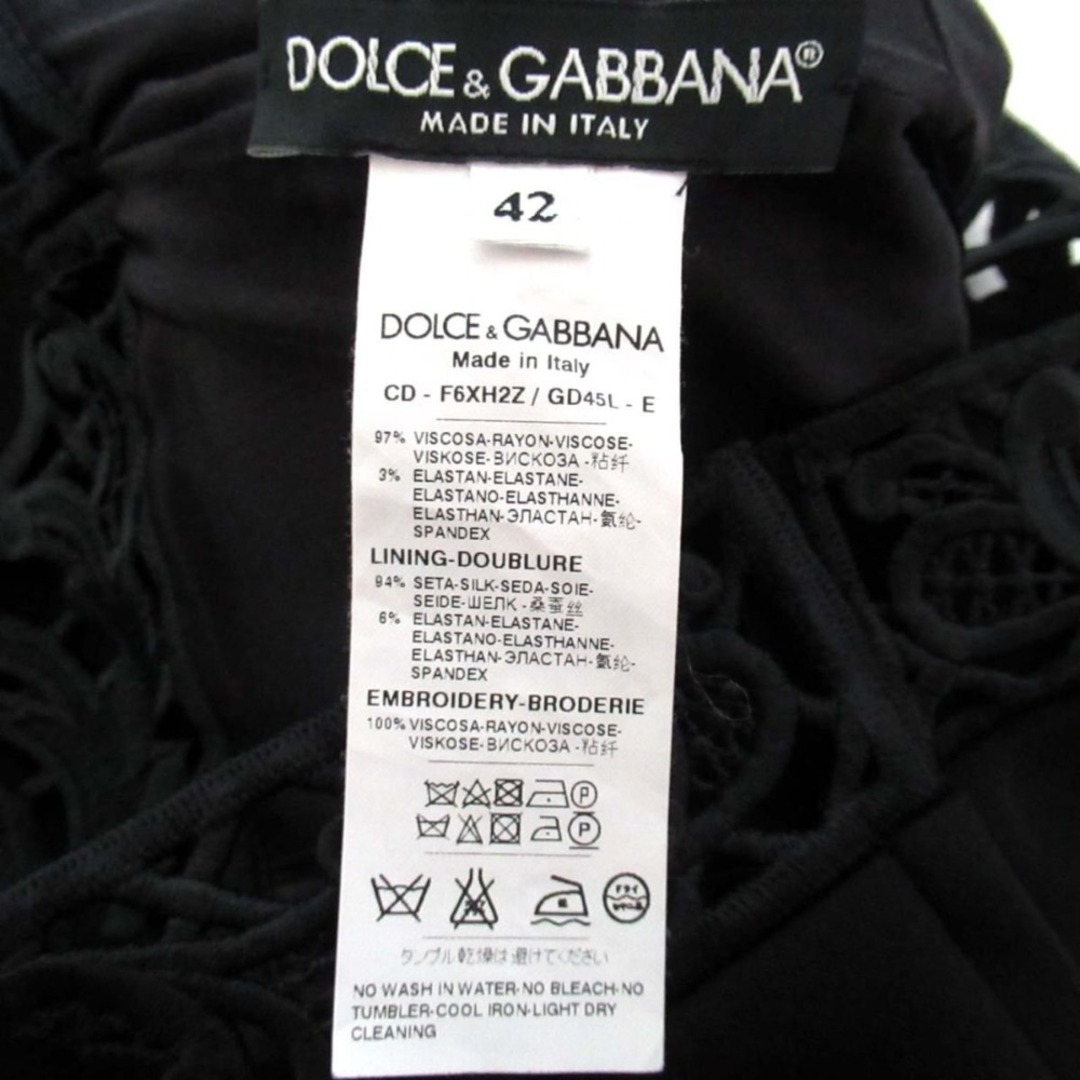 DOLCE & GABBANA®
MADE IN ITALY
42
DOLCE & GABBANA
Made in Italy
CD - F6XH2Z / GD45L - E
97% VISCOSA-RAYON-VISCOSE-
VISKOSE-ВИСКОЗА -粘纤
3% ELASTAN-ELASTANE-
ELASTANO-ELASTHANNE-
ELASTHAN-ЭЛАСТАН-氨纶-
SPANDEX
LINING-DOUBLURE
94% SETA-SILK-SEDA-SOIE-
SEIDE-ШЕЛК -桑蚕丝
6% ELASTAN-ELASTANE-
ELASTANO-ELASTHANNE-
ELASTHAN-ЭЛАСТАН-氨纶-
SPANDEX
EMBROIDERY-BRODERIE
100% VISCOSA-RAYON-VISCOSE-
VISKOSE-ВИСКОЗА -粘纤
P
P
ドライ
タンブル乾燥は避けてください
NO WASH IN WATER-NO BLEACH-NO
TUMBLER-COOL IRON-LIGHT DRY
CLEANING